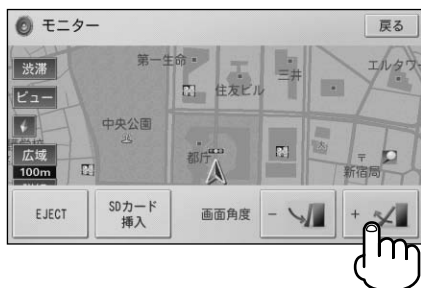 モニター
戻る
渋滞
ビュー
広域
100m
第一生命
三井
エルタワー
住友ビル
中央公園
都庁
新宿局
EJECT
SDカード
挿入
画面角度
-
+